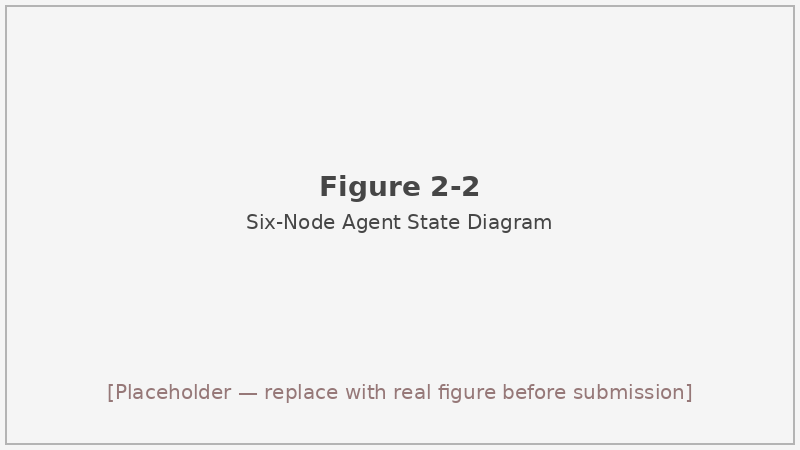 Figure 2-2
Six-Node Agent State Diagram
[Placeholder — replace with real figure before submission]